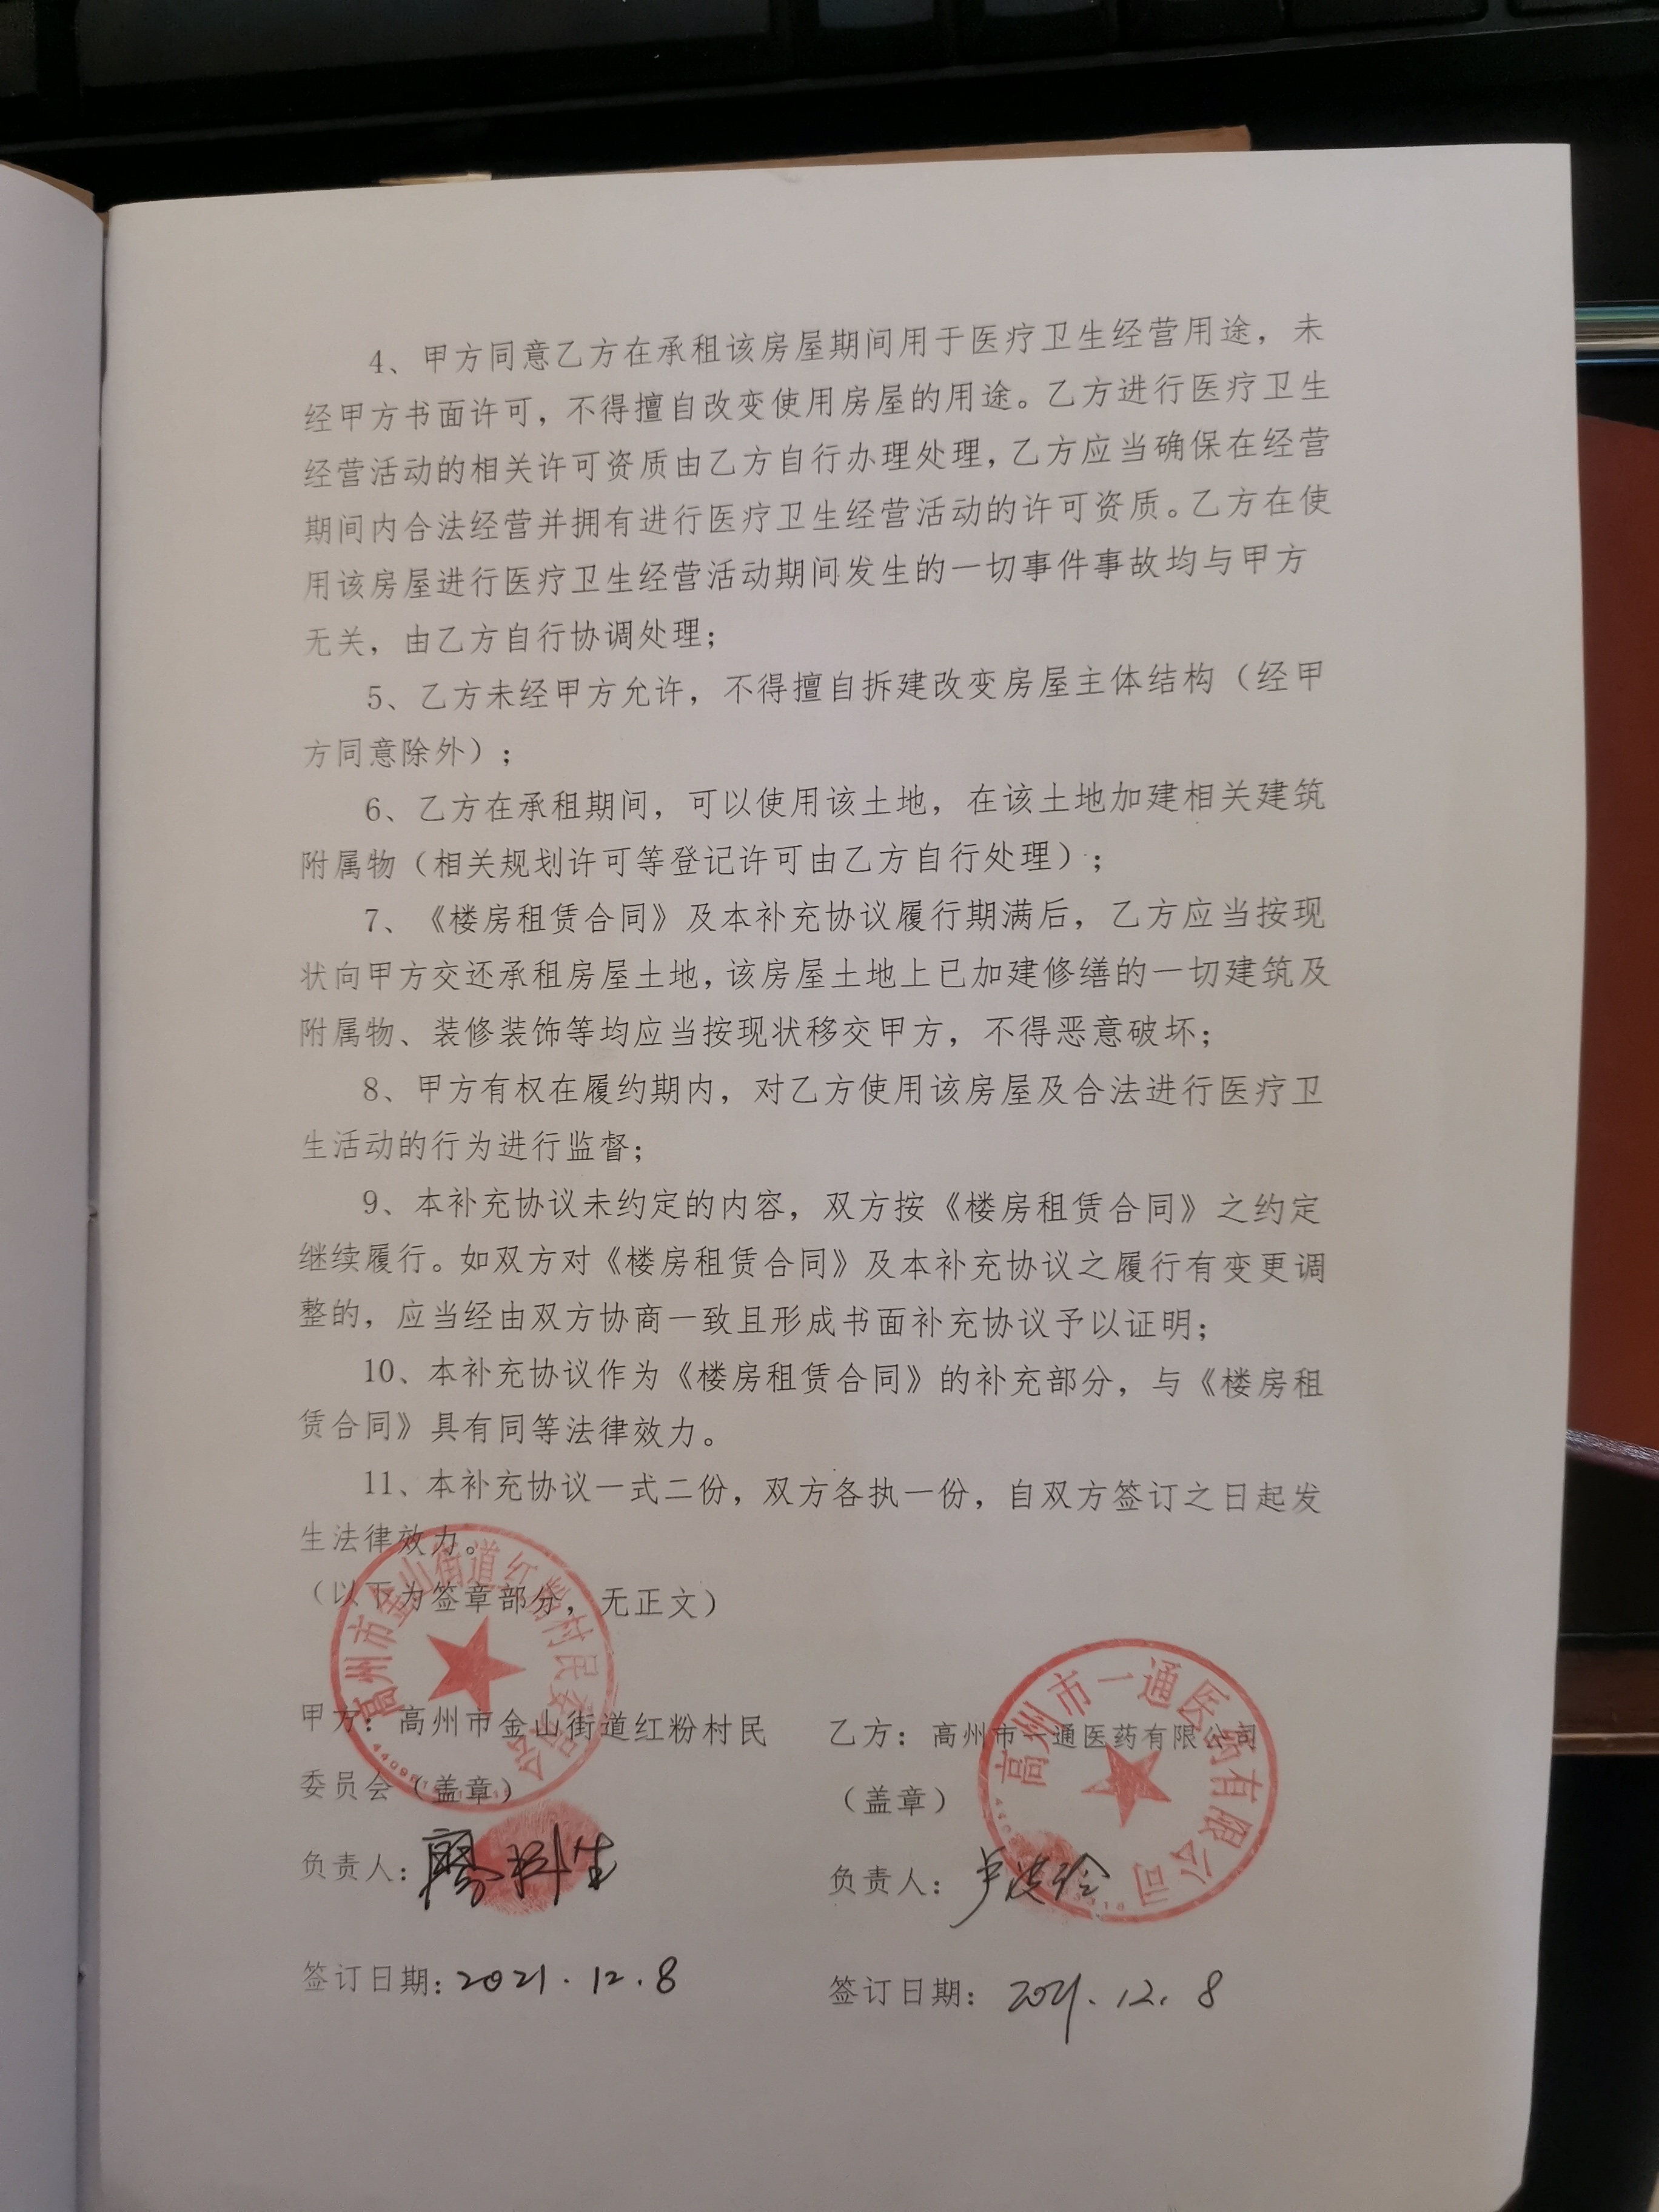 4、甲方同意乙方在承租该房屋期间用于医疗卫生经营用途，未
经甲方书面许可，不得擅自改变使用房屋的用途。乙方进行医疗卫生
经营活动的相关许可资质由乙方自行办理处理，乙方应当确保在经营
期间内合法经营并拥有进行医疗卫生经营活动的许可资质。乙方在使
用该房屋进行医疗卫生经营活动期间发生的一切事件事故均与甲方
无关，由乙方自行协调处理；
5、乙方未经甲方允许，不得擅自拆建改变房屋主体结构（经甲
方同意除外）；
6、乙方在承租期间，可以使用该土地，在该土地加建相关建筑
附属物（相关规划许可等登记许可由乙方自行处理）；
7、《楼房租赁合同》及本补充协议履行期满后，乙方应当按现
状向甲方交还承租房屋土地，该房屋土地上已加建修缮的一切建筑及
附属物、装修装饰等均应当按现状移交甲方，不得恶意破坏；
8、甲方有权在履约期内，对乙方使用该房屋及合法进行医疗卫
生活动的行为进行监督；
9、本补充协议未约定的内容，双方按《楼房租赁合同》之约定
继续履行。如双方对《楼房租赁合同》及本补充协议之履行有变更调
整的，应当经由双方协商一致且形成书面补充协议予以证明；
10、本补充协议作为《楼房租赁合同》的补充部分，与《楼房租
赁合同》具有同等法律效力。
11、本补充协议一式二份，双方各执一份，自双方签订之日起发
生法律效力。
（以下为签章部分，无正文）
高州市金山街道红粉村民委员会
高州市一通医药有限公司
甲方：高州市金山街道红粉村民
委员会（盖章）
负责人：廖科生
签订日期：2021.12.8
乙方：高州市一通医药有限公司
（盖章）
负责人：卢
签订日期：2021.12.8